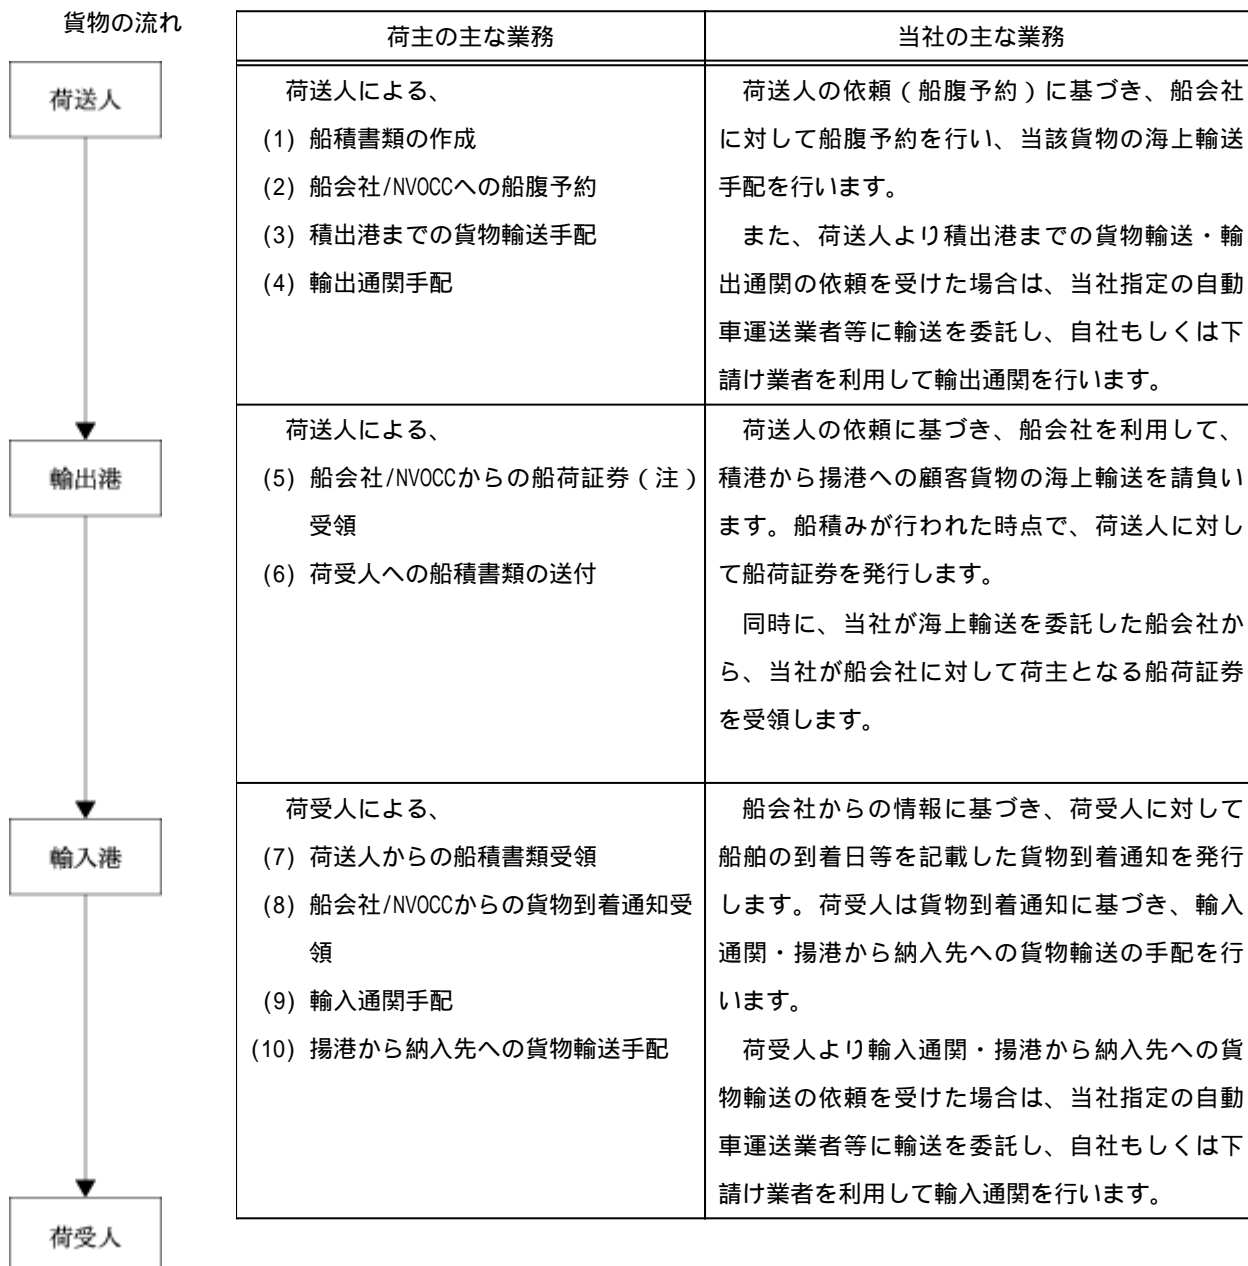 貨物の流れ
荷送人
輸出港
輸入港
荷受人
荷主の主な業務
荷送人による、
(1) 船積書類の作成
(2) 船会社/NVOCCへの船腹予約
(3) 積出港までの貨物輸送手配
(4) 輸出通関手配
当社の主な業務
荷送人の依頼(船腹予約)に基づき、船会社
に対して船腹予約を行い、当該貨物の海上輸送
手配を行います。
また、荷送人より積出港までの貨物輸送・輸
出通関の依頼を受けた場合は、当社指定の自動
車運送業者等に輸送を委託し、自社もしくは下
請け業者を利用して輸出通関を行います。
荷送人による、
(5) 船会社/NVOCCからの船荷証券(注)
受領
(6) 荷受人への船積書類の送付
荷送人の依頼に基づき、船会社を利用して、
積港から揚港への顧客貨物の海上輸送を請負い
ます。船積みが行われた時点で、荷送人に対し
て船荷証券を発行します。
同時に、当社が海上輸送を委託した船会社か
ら、当社が船会社に対して荷主となる船荷証券
を受領します。
荷受人による、
(7) 荷送人からの船積書類受領
(8) 船会社/NVOCCからの貨物到着通知受
領
(9) 輸入通関手配
(10) 揚港から納入先への貨物輸送手配
船会社からの情報に基づき、荷受人に対して
船舶の到着日等を記載した貨物到着通知を発行
します。荷受人は貨物到着通知に基づき、輸入
通関・揚港から納入先への貨物輸送の手配を行
います。
荷受人より輸入通関・揚港から納入先への貨
物輸送の依頼を受けた場合は、当社指定の自動
車運送業者等に輸送を委託し、自社もしくは下
請け業者を利用して輸入通関を行います。